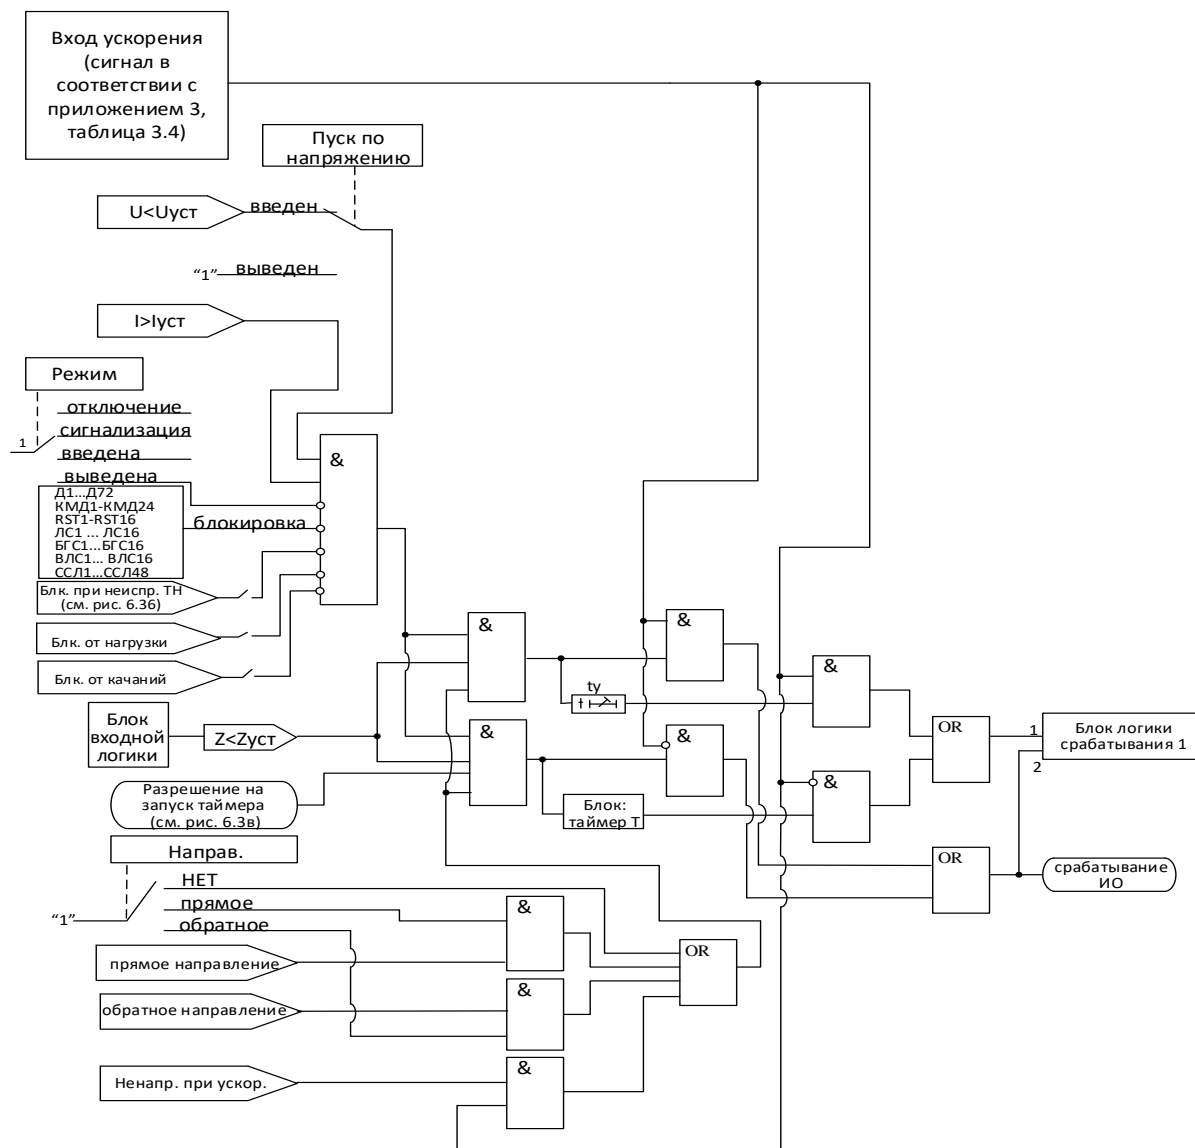 Вход ускорения
(сигнал в
соответствии с
приложением 3,
таблица 3.4)
Пуск по
напряжению
U<Uуст
введен
“1”
выведен
I>Iуст
Режим
отключение
сигнализация
1
введена
выведена
Д1...Д72
КМД1-КМД24
RST1-RST16
ЛС1 ... ЛС16
БГС1...БГС16
ВЛС1... ВЛС16
ССЛ1...ССЛ48
блокировка
&
Блк. при неиспр. ТН
(см. рис. 6.3б)
Блк. от нагрузки
Блк. от качаний
&
&
&
tу
t
Блок
входной
логики
Z<Zуст
&
&
OR
1
2
Блок логики
срабатывания 1
Разрешение на
запуск таймера
(см. рис. 6.3в)
Блок:
таймер Т
&
Направ.
НЕТ
“1”
прямое
обратное
&
OR
срабатывание
ИО
прямое направление
OR
обратное направление
&
Ненапр. при ускор.
&